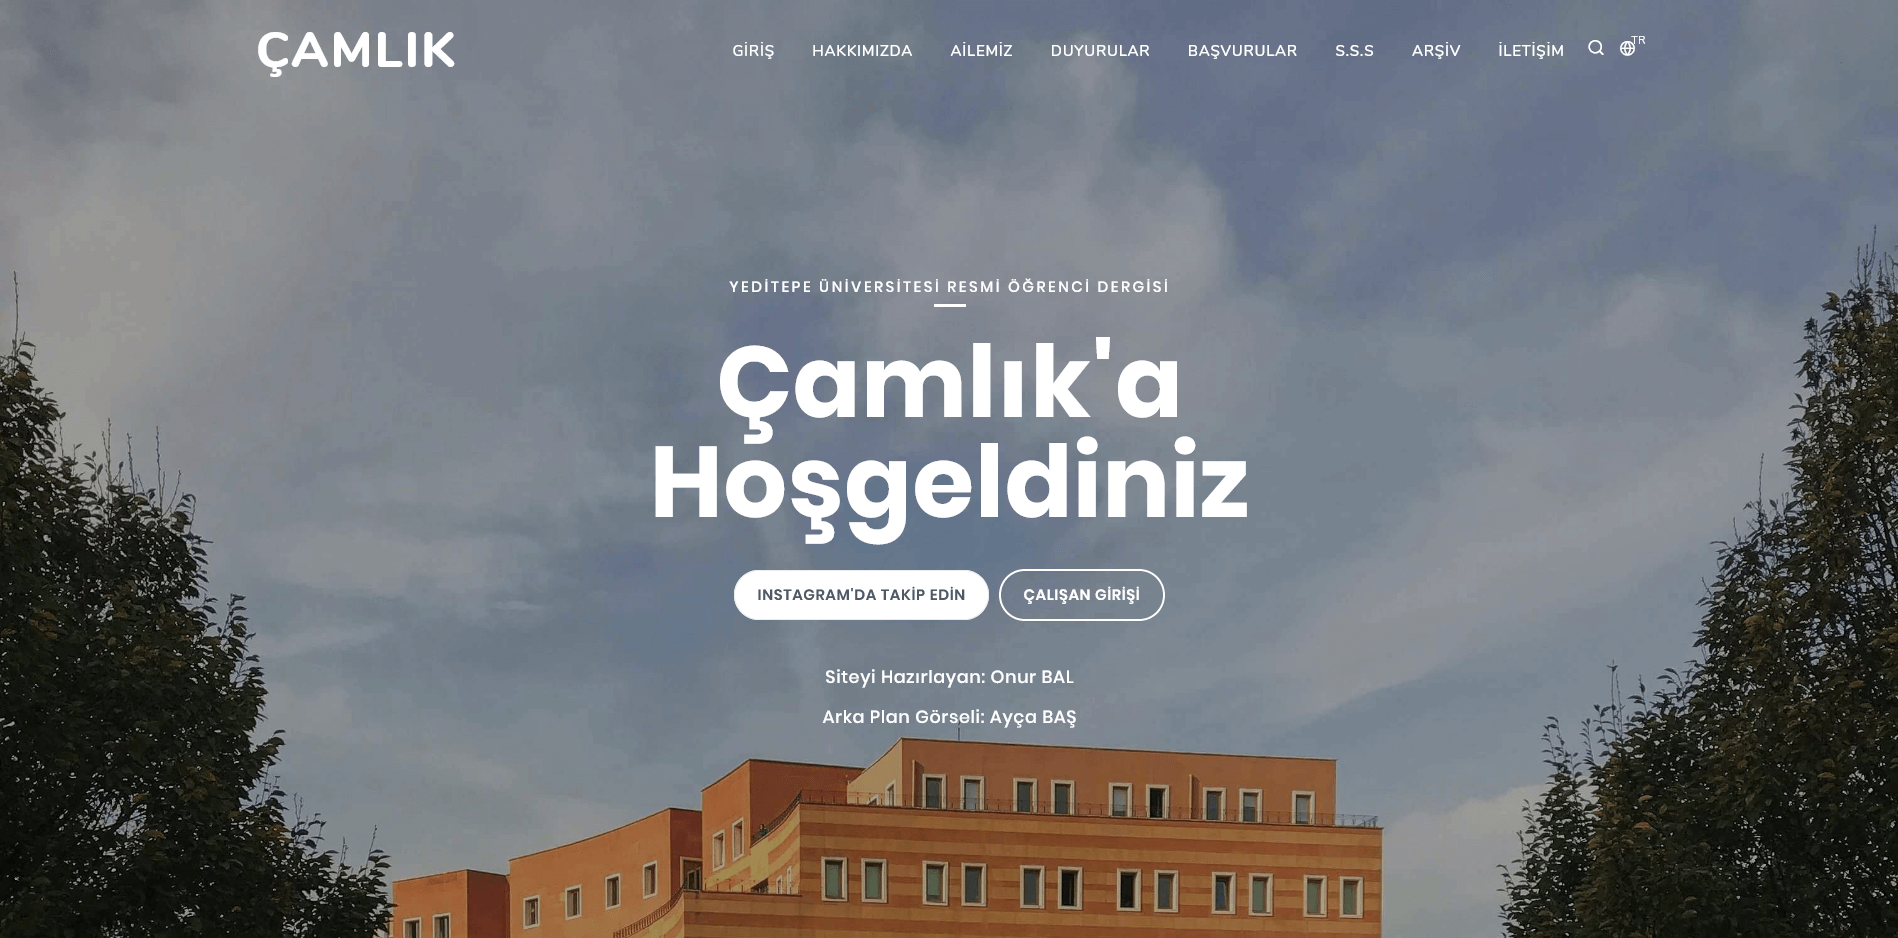 ÇAMLIK
GİRİŞ HAKKIMIZDA AİLEMİZ DUYURULAR BAŞVURULAR S.S.S ARŞİV İLETİŞİM TR
YEDİTEPE ÜNİVERSİTESİ RESMİ ÖĞRENCİ DERGİSİ
Çamlık'a
Hoşgeldiniz
INSTAGRAM'DA TAKİP EDİN ÇALIŞAN GİRİŞİ
Siteyi Hazırlayan: Onur BAL
Arka Plan Görseli: Ayça BAŞ